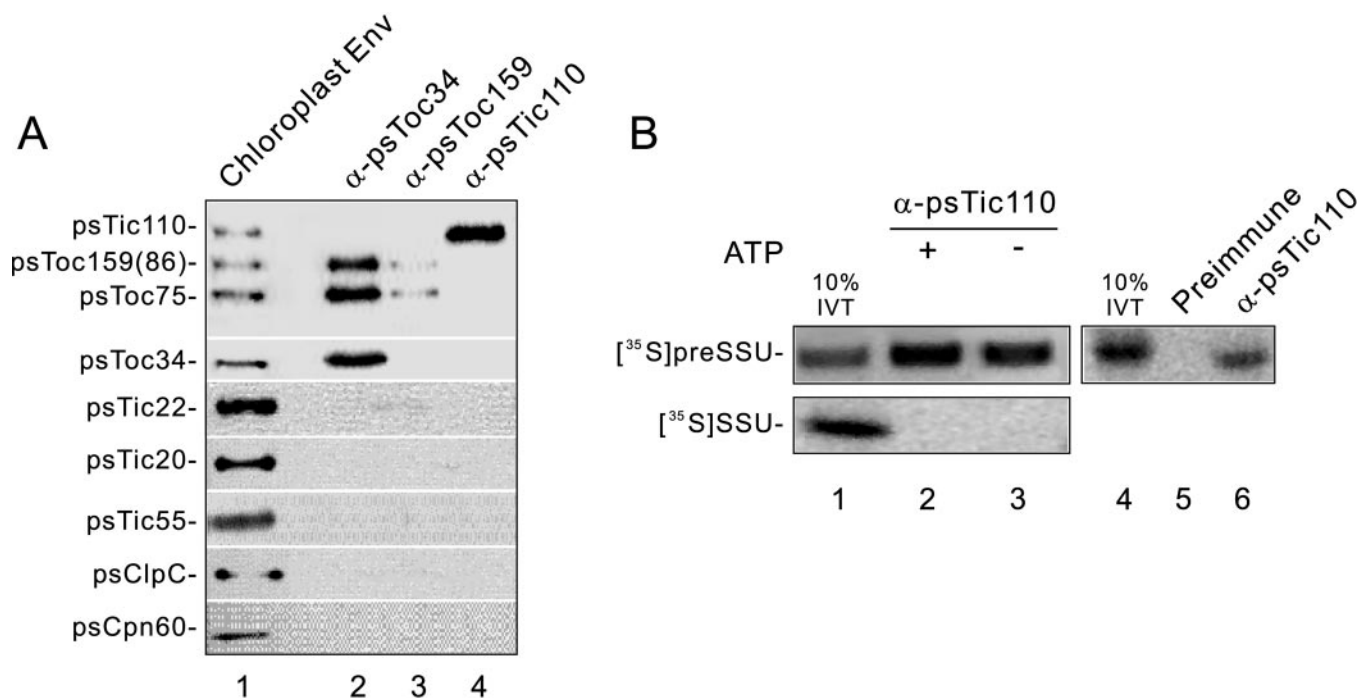 A
Chloroplast Env
α-psToc34
α-psToc159
α-psTic110
psTic110-
psToc159(86)-
psToc75-
psToc34-
psTic22-
psTic20-
psTic55-
psClpC-
psCpn60-
1 2 3 4
B
α-psTic110
ATP + -
10% IVT
10% IVT
Preimmune
α-psTic110
[³⁵S]preSSU-
[³⁵S]SSU-
1 2 3 4 5 6